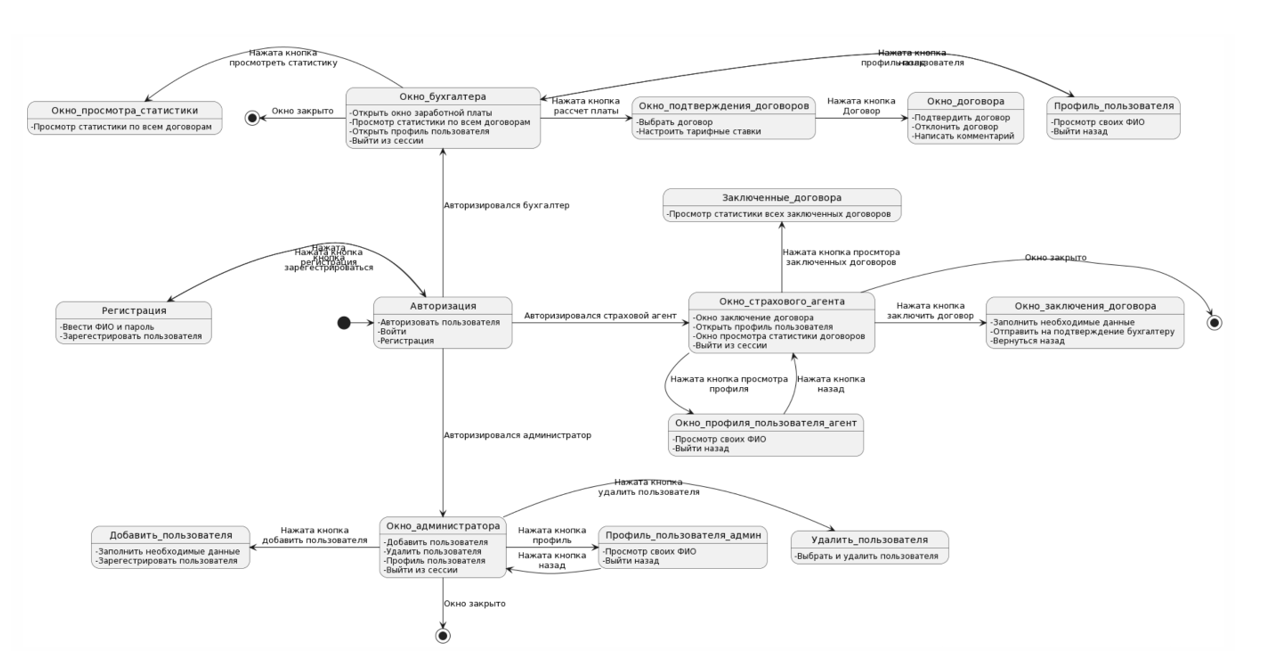 Нажата кнопка
просмотреть статистику
Нажата кнопка
профиль пользователя
назад
Окно_просмотра_статистики
-Просмотр статистики по всем договорам
Окно закрыто
Окно_бухгалтера
-Открыть окно заработной платы
-Просмотр статистики по всем договорам
-Открыть профиль пользователя
-Выйти из сессии
Нажата кнопка
рассчет платы
Окно_подтверждения_договоров
-Выбрать договор
-Настроить тарифные ставки
Нажата кнопка
Договор
Окно_договора
-Подтвердить договор
-Отклонить договор
-Написать комментарий
Профиль_пользователя
-Просмотр своих ФИО
-Выйти назад
Авторизировался бухгалтер
Заключенные_договора
-Просмотр статистики всех заключенных договоров
Нажата кнопка просмтора
заключенных договоров
Окно закрыто
Нажата
кнопка
Нажата кнопка
регистрация
зарегестрироваться
Регистрация
-Ввести ФИО и пароль
-Зарегестрировать пользователя
Авторизация
-Авторизовать пользователя
-Войти
-Регистрация
Авторизировался страховой агент
Окно_страхового_агента
-Окно заключение договора
-Открыть профиль пользователя
-Окно просмотра статистики договоров
-Выйти из сессии
Нажата кнопка
заключить договор
Окно_заключения_договора
-Заполнить необходимые данные
-Отправить на подтверждение бухгалтеру
-Вернуться назад
Нажата кнопка просмотра
профиля
Нажата кнопка
назад
Окно_профиля_пользователя_агент
-Просмотр своих ФИО
-Выйти назад
Авторизировался администратор
Нажата кнопка
удалить пользователя
Добавить_пользователя
-Заполнить необходимые данные
-Зарегестрировать пользователя
Нажата кнопка
добавить пользователя
Окно_администратора
-Добавить пользователя
-Удалить пользователя
-Профиль пользователя
-Выйти из сессии
Нажата кнопка
профиль
Нажата кнопка
назад
Профиль_пользователя_админ
-Просмотр своих ФИО
-Выйти назад
Удалить_пользователя
-Выбрать и удалить пользователя
Окно закрыто